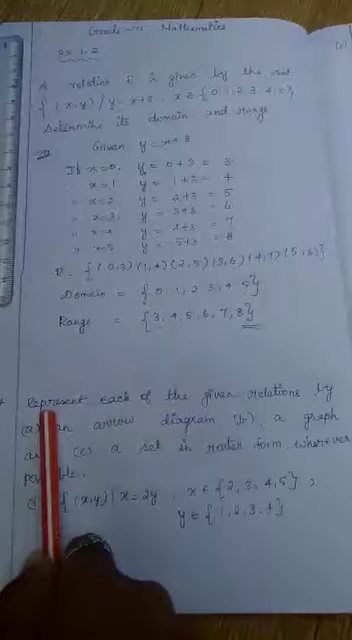 Grade - 10 Mathematics
Ex 1.2
A relation R is given by the set
{(x,y) / y = x+3, x ∈ {0,1,2,3,4,5}}
Determine its domain and range
Given y = x+3
If x=0, y = 0+3 = 3
" x=1 y = 1+3 = 4
" x=2 y = 2+3 = 5
" x=3, y = 3+3 = 6
" x=4 y = 4+3 = 7
" x=5 y = 5+3 = 8
R = {(0,3)(1,4)(2,5)(3,6)(4,7)(5,8)}
Domain = {0,1,2,3,4,5}
Range = {3,4,5,6,7,8}
Represent each of the given relations by
(a) an arrow diagram (b) a graph
(c) a set in roster form, wherever
possible.
{(x,y) | x=2y, x ∈ {2,3,4,5},
y ∈ {1,2,3,4}